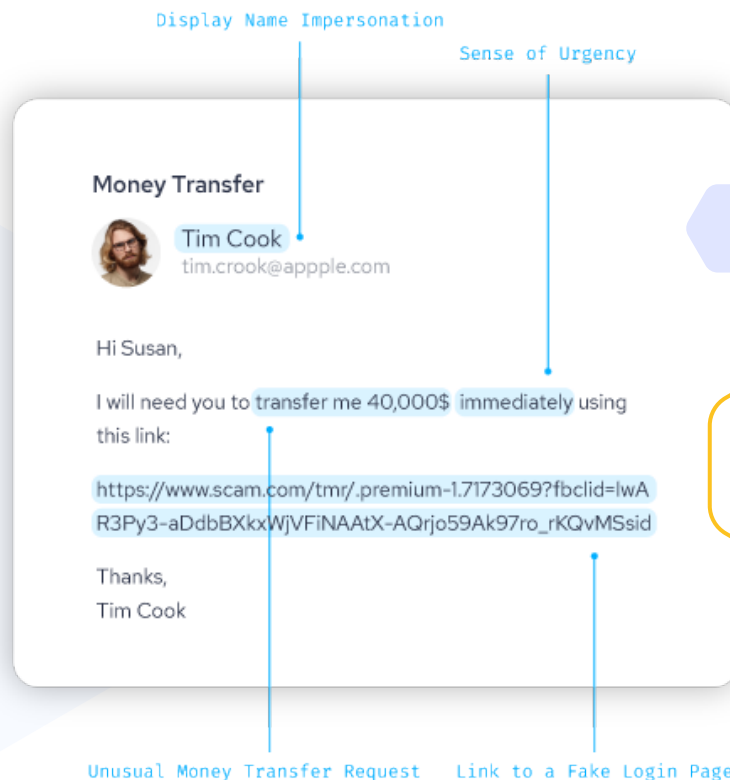 Display Name Impersonation
Sense of Urgency
Money Transfer
Tim Cook
tim.crook@appple.com
Hi Susan,
I will need you to transfer me 40,000$ immediately using
this link:
https://www.scam.com/tmr/.premium-1.7173069?fbclid=IwA
R3Py3-aDdbBXkxWjVFiNAAtX-AQrjo59Ak97ro_rKQvMSsid
Thanks,
Tim Cook
Unusual Money Transfer Request
Link to a Fake Login Page